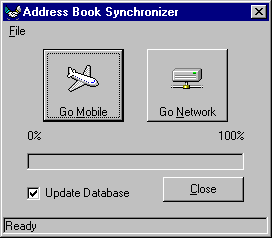 Address Book Synchronizer
File
Go Mobile
Go Network
0%
100%
Update Database
Close
Ready